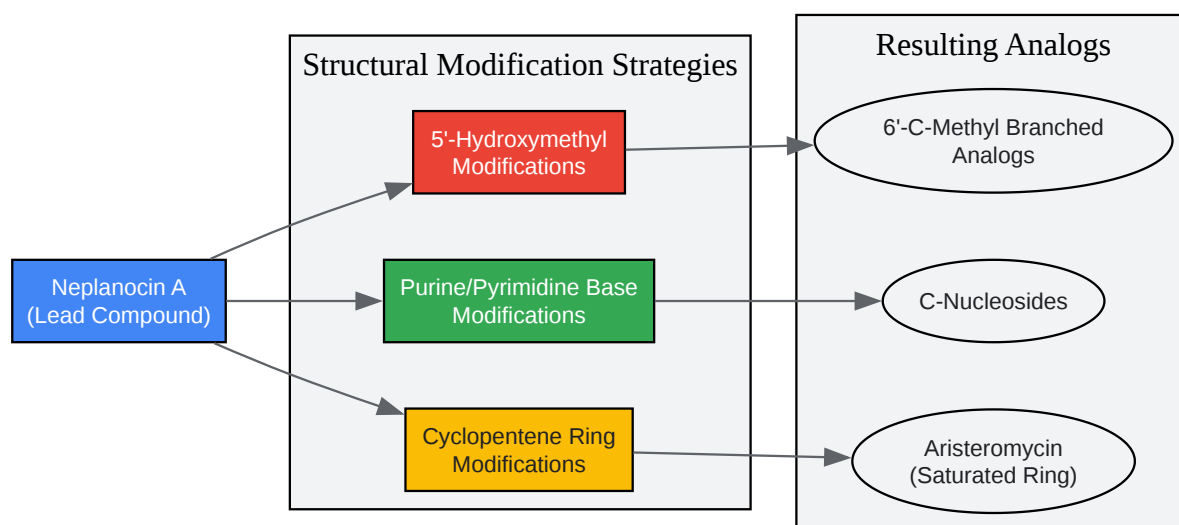 Structural Modification Strategies
Resulting Analogs
5'-Hydroxymethyl
Modifications
6'-C-Methyl Branched
Analogs
Neplanocin A
(Lead Compound)
Purine/Pyrimidine Base
Modifications
C-Nucleosides
Cyclopentene Ring
Modifications
Aristeromycin
(Saturated Ring)